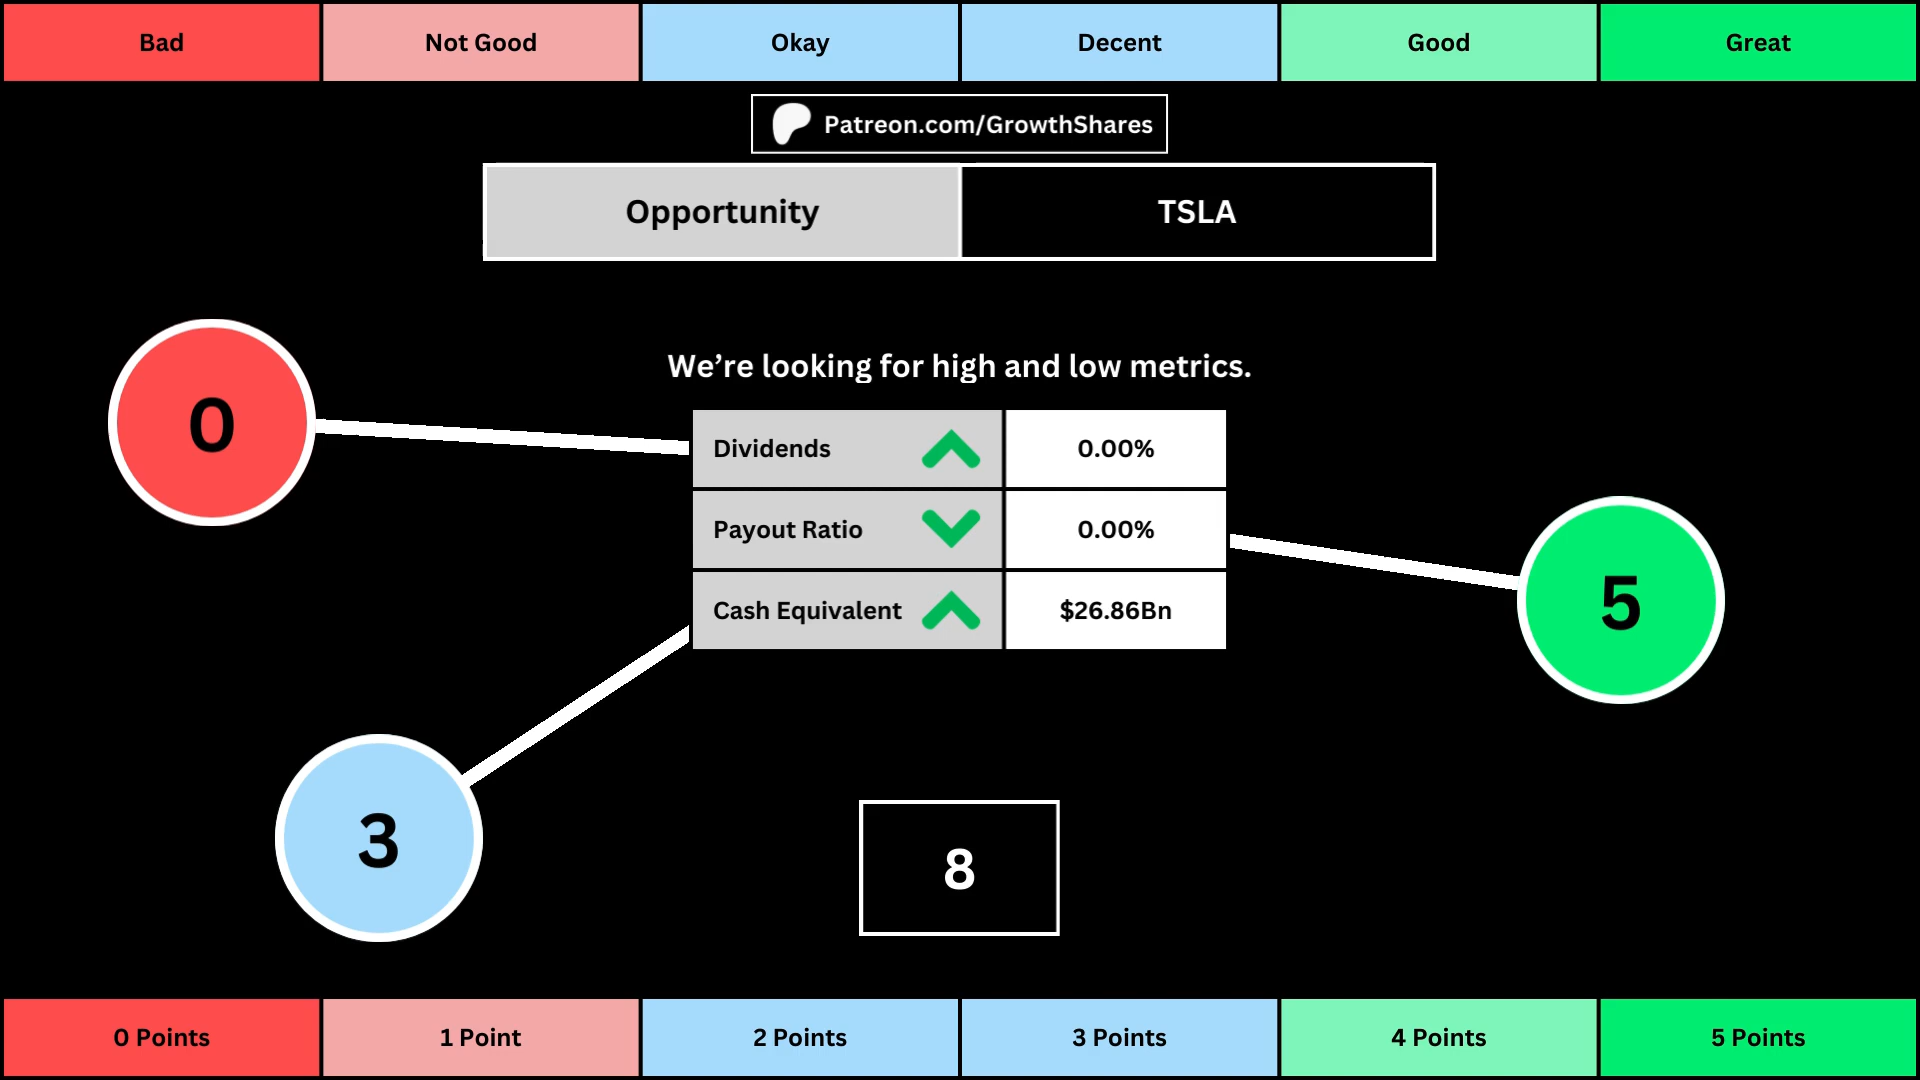 Bad Not Good Okay Decent Good Great
Patreon.com/GrowthShares
Opportunity TSLA
We’re looking for high and low metrics.
0
Dividends 0.00%
Payout Ratio 0.00%
Cash Equivalent $26.86Bn
5
3
8
0 Points 1 Point 2 Points 3 Points 4 Points 5 Points